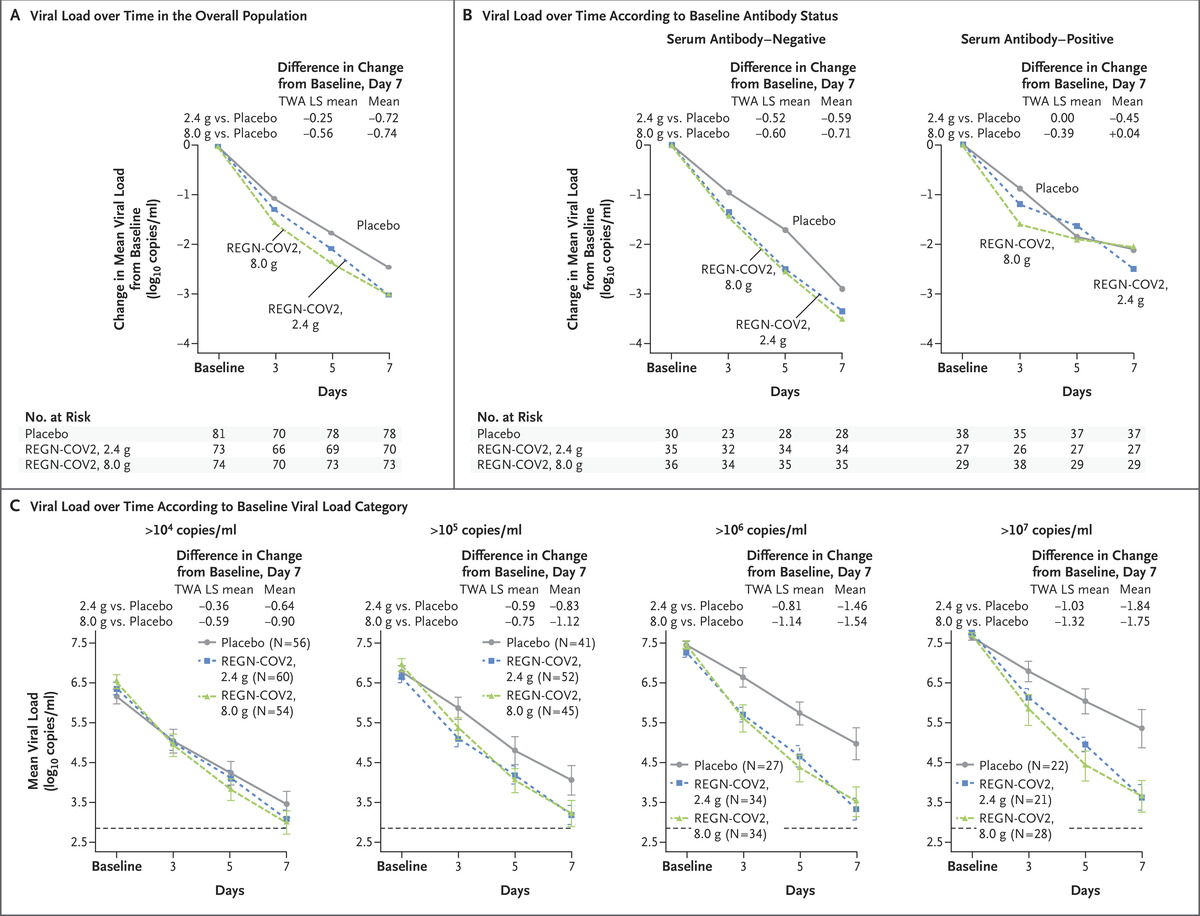 A Viral Load over Time in the Overall Population
Difference in Change
from Baseline, Day 7
TWA LS mean Mean
2.4 g vs. Placebo –0.25 –0.72
8.0 g vs. Placebo –0.56 –0.74
Change in Mean Viral Load
from Baseline
(log10 copies/ml)
0
–1
–2
–3
–4
Placebo
REGN-COV2,
8.0 g
REGN-COV2,
2.4 g
Baseline 3 5 7
Days
No. at Risk
Placebo 81 70 78 78
REGN-COV2, 2.4 g 73 66 69 70
REGN-COV2, 8.0 g 74 70 73 73
B Viral Load over Time According to Baseline Antibody Status
Serum Antibody–Negative
Difference in Change
from Baseline, Day 7
TWA LS mean Mean
2.4 g vs. Placebo –0.52 –0.59
8.0 g vs. Placebo –0.60 –0.71
Change in Mean Viral Load
from Baseline
(log10 copies/ml)
0
–1
–2
–3
–4
Placebo
REGN-COV2,
8.0 g
REGN-COV2,
2.4 g
Baseline 3 5 7
Days
Serum Antibody–Positive
Difference in Change
from Baseline, Day 7
TWA LS mean Mean
2.4 g vs. Placebo 0.00 –0.45
8.0 g vs. Placebo –0.39 +0.04
0
–1
–2
–3
–4
Placebo
REGN-COV2,
8.0 g
REGN-COV2,
2.4 g
Baseline 3 5 7
Days
No. at Risk
Placebo 30 23 28 28 38 35 37 37
REGN-COV2, 2.4 g 35 32 34 34 27 26 27 27
REGN-COV2, 8.0 g 36 34 35 35 29 38 29 29
C Viral Load over Time According to Baseline Viral Load Category
>10⁴ copies/ml
Difference in Change
from Baseline, Day 7
TWA LS mean Mean
2.4 g vs. Placebo –0.36 –0.64
8.0 g vs. Placebo –0.59 –0.90
Mean Viral Load
(log10 copies/ml)
7.5
6.5
5.5
4.5
3.5
2.5
Placebo (N=56)
REGN-COV2,
2.4 g (N=60)
REGN-COV2,
8.0 g (N=54)
Baseline 3 5 7
Days
>10⁵ copies/ml
Difference in Change
from Baseline, Day 7
TWA LS mean Mean
2.4 g vs. Placebo –0.59 –0.83
8.0 g vs. Placebo –0.75 –1.12
7.5
6.5
5.5
4.5
3.5
2.5
Placebo (N=41)
REGN-COV2,
2.4 g (N=52)
REGN-COV2,
8.0 g (N=45)
Baseline 3 5 7
Days
>10⁶ copies/ml
Difference in Change
from Baseline, Day 7
TWA LS mean Mean
2.4 g vs. Placebo –0.81 –1.46
8.0 g vs. Placebo –1.14 –1.54
7.5
6.5
5.5
4.5
3.5
2.5
Placebo (N=27)
REGN-COV2,
2.4 g (N=34)
REGN-COV2,
8.0 g (N=34)
Baseline 3 5 7
Days
>10⁷ copies/ml
Difference in Change
from Baseline, Day 7
TWA LS mean Mean
2.4 g vs. Placebo –1.03 –1.84
8.0 g vs. Placebo –1.32 –1.75
7.5
6.5
5.5
4.5
3.5
2.5
Placebo (N=22)
REGN-COV2,
2.4 g (N=21)
REGN-COV2,
8.0 g (N=28)
Baseline 3 5 7
Days